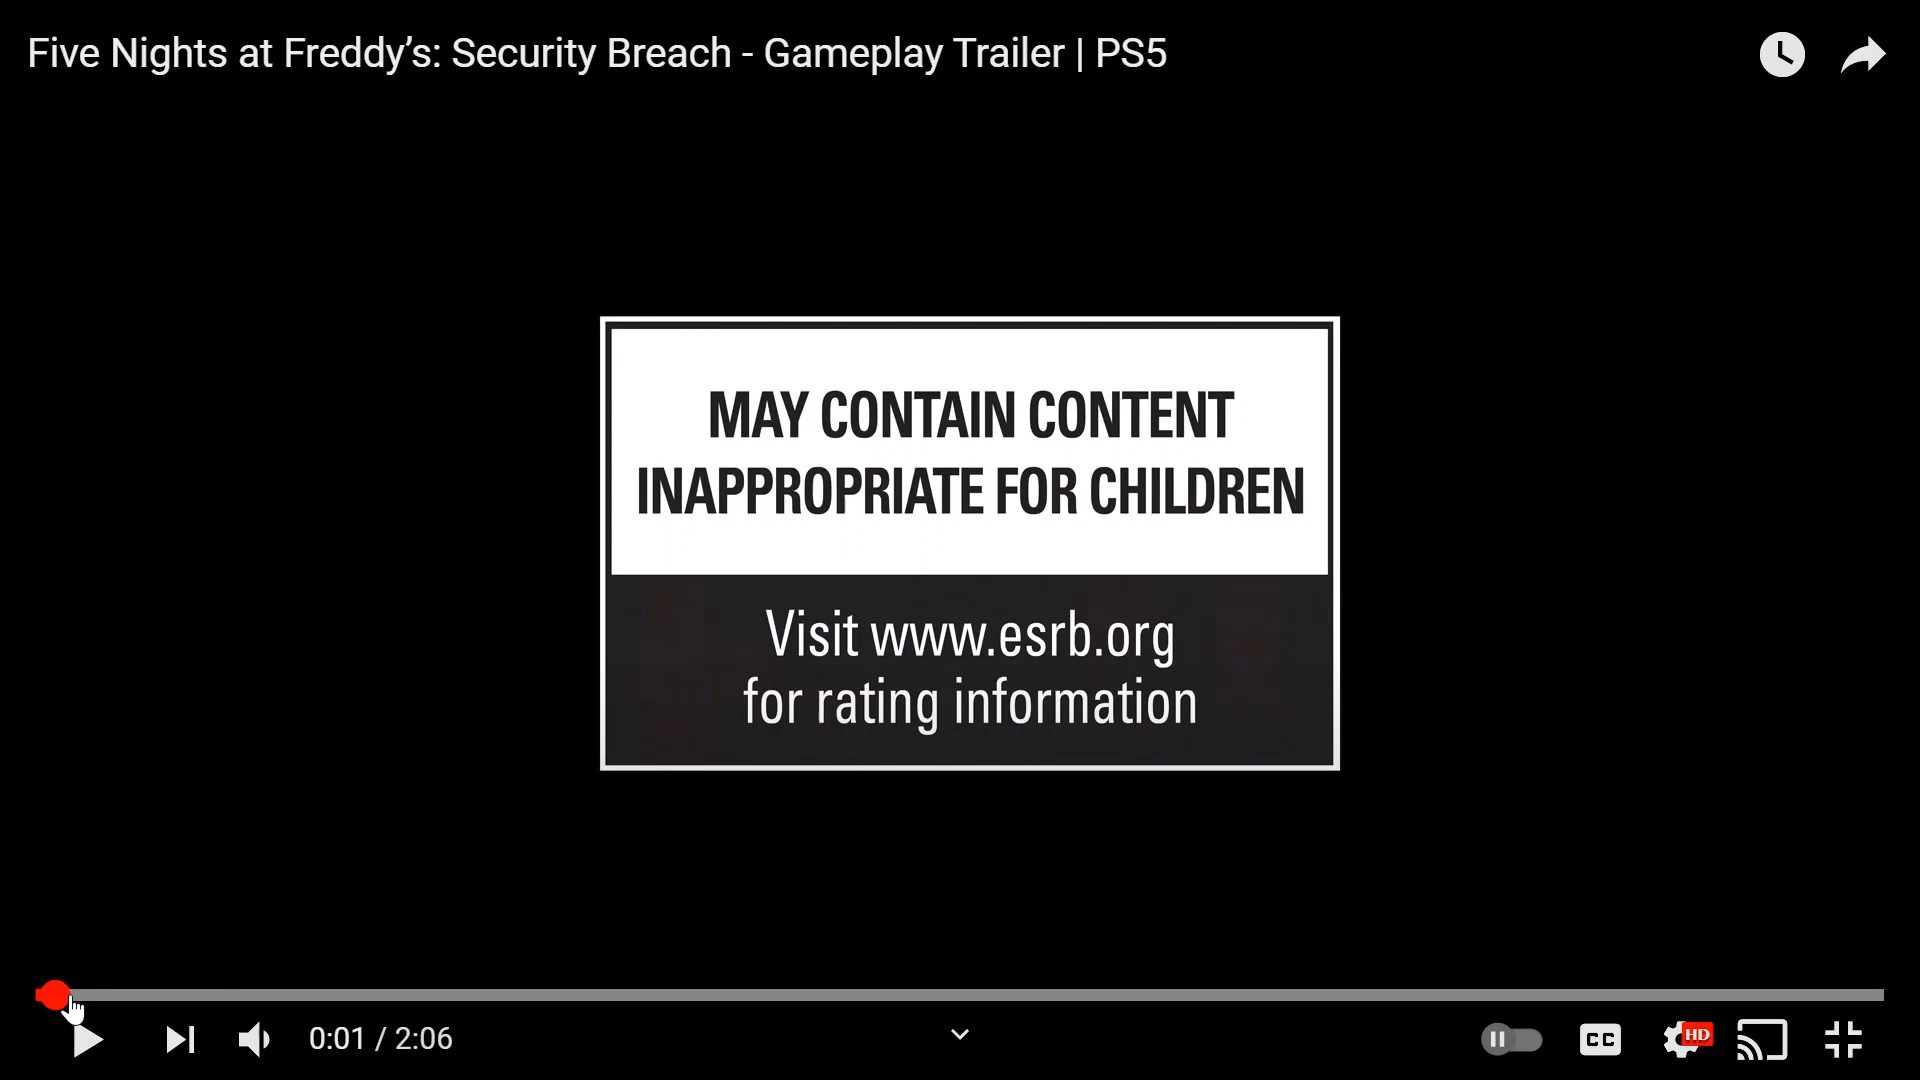 Five Nights at Freddy’s: Security Breach - Gameplay Trailer | PS5
MAY CONTAIN CONTENT
INAPPROPRIATE FOR CHILDREN
Visit www.esrb.org
for rating information
0:01 / 2:06
CC
HD